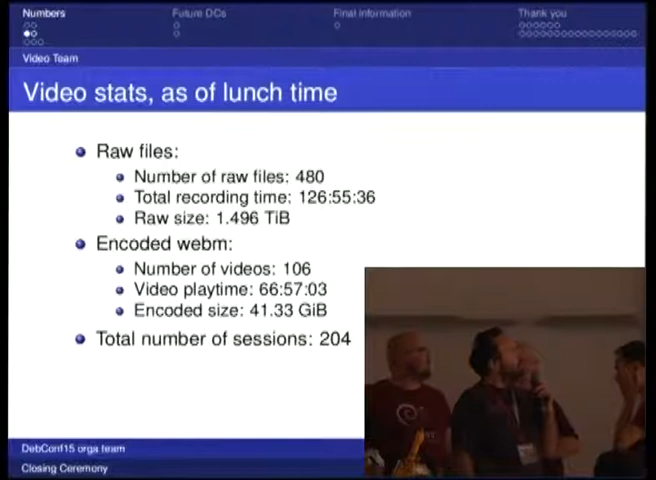 Numbers
Future DCs
Final information
Thank you
Video Team
Video stats, as of lunch time
Raw files:
Number of raw files: 480
Total recording time: 126:55:36
Raw size: 1.496 TiB
Encoded webm:
Number of videos: 106
Video playtime: 66:57:03
Encoded size: 41.33 GiB
Total number of sessions: 204
DebConf15 orga team
Closing Ceremony